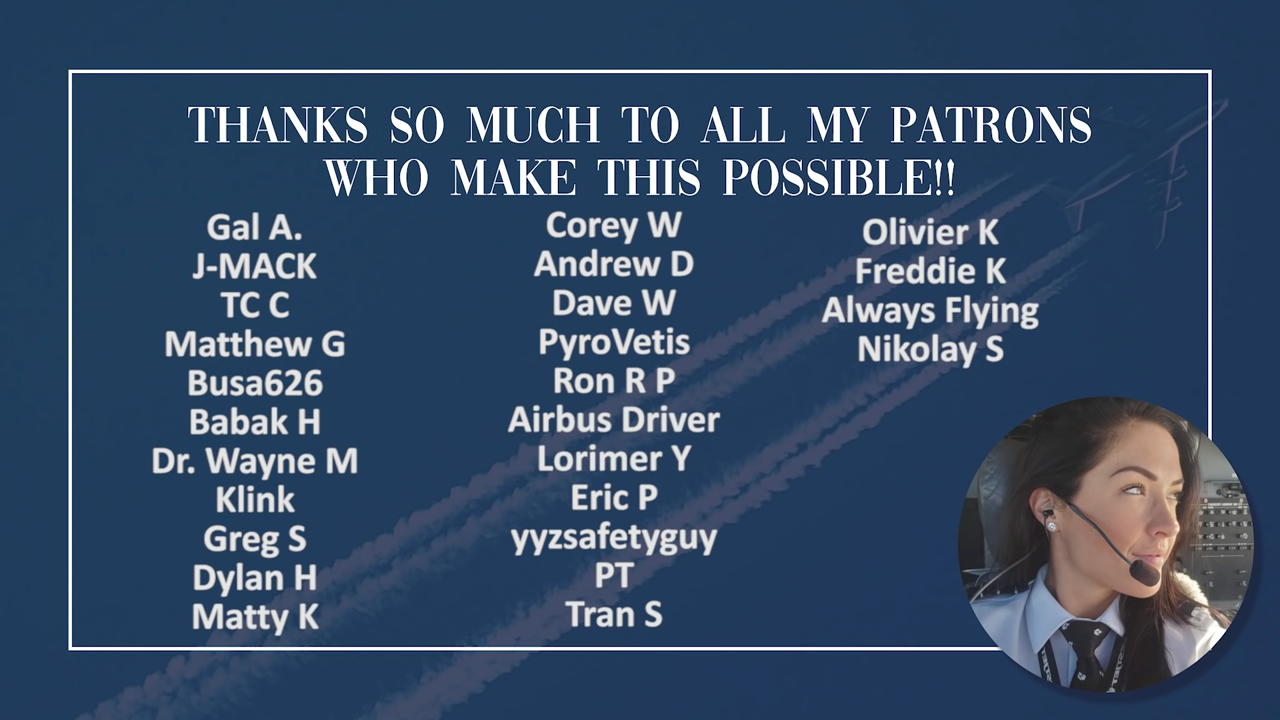 THANKS SO MUCH TO ALL MY PATRONS
WHO MAKE THIS POSSIBLE!!
Gal A.
J-MACK
TC C
Matthew G
Busa626
Babak H
Dr. Wayne M
Klink
Greg S
Dylan H
Matty K
Corey W
Andrew D
Dave W
PyroVetis
Ron R P
Airbus Driver
Lorimer Y
Eric P
yyzsafetyguy
PT
Tran S
Olivier K
Freddie K
Always Flying
Nikolay S